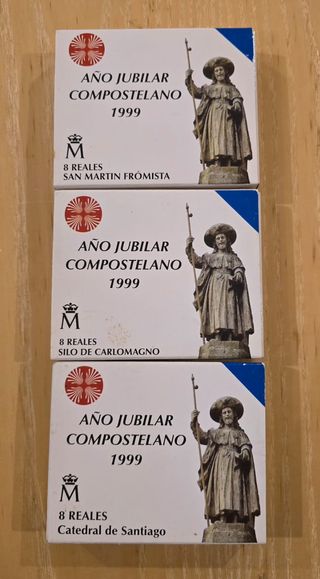 AÑO JUBILAR
COMPOSTELANO
1999
M
8 REALES
SAN MARTIN FRÓMISTA
AÑO JUBILAR
COMPOSTELANO
1999
M
8 REALES
SILO DE CARLOMAGNO
AÑO JUBILAR
COMPOSTELANO
1999
M
8 REALES
Catedral de Santiago